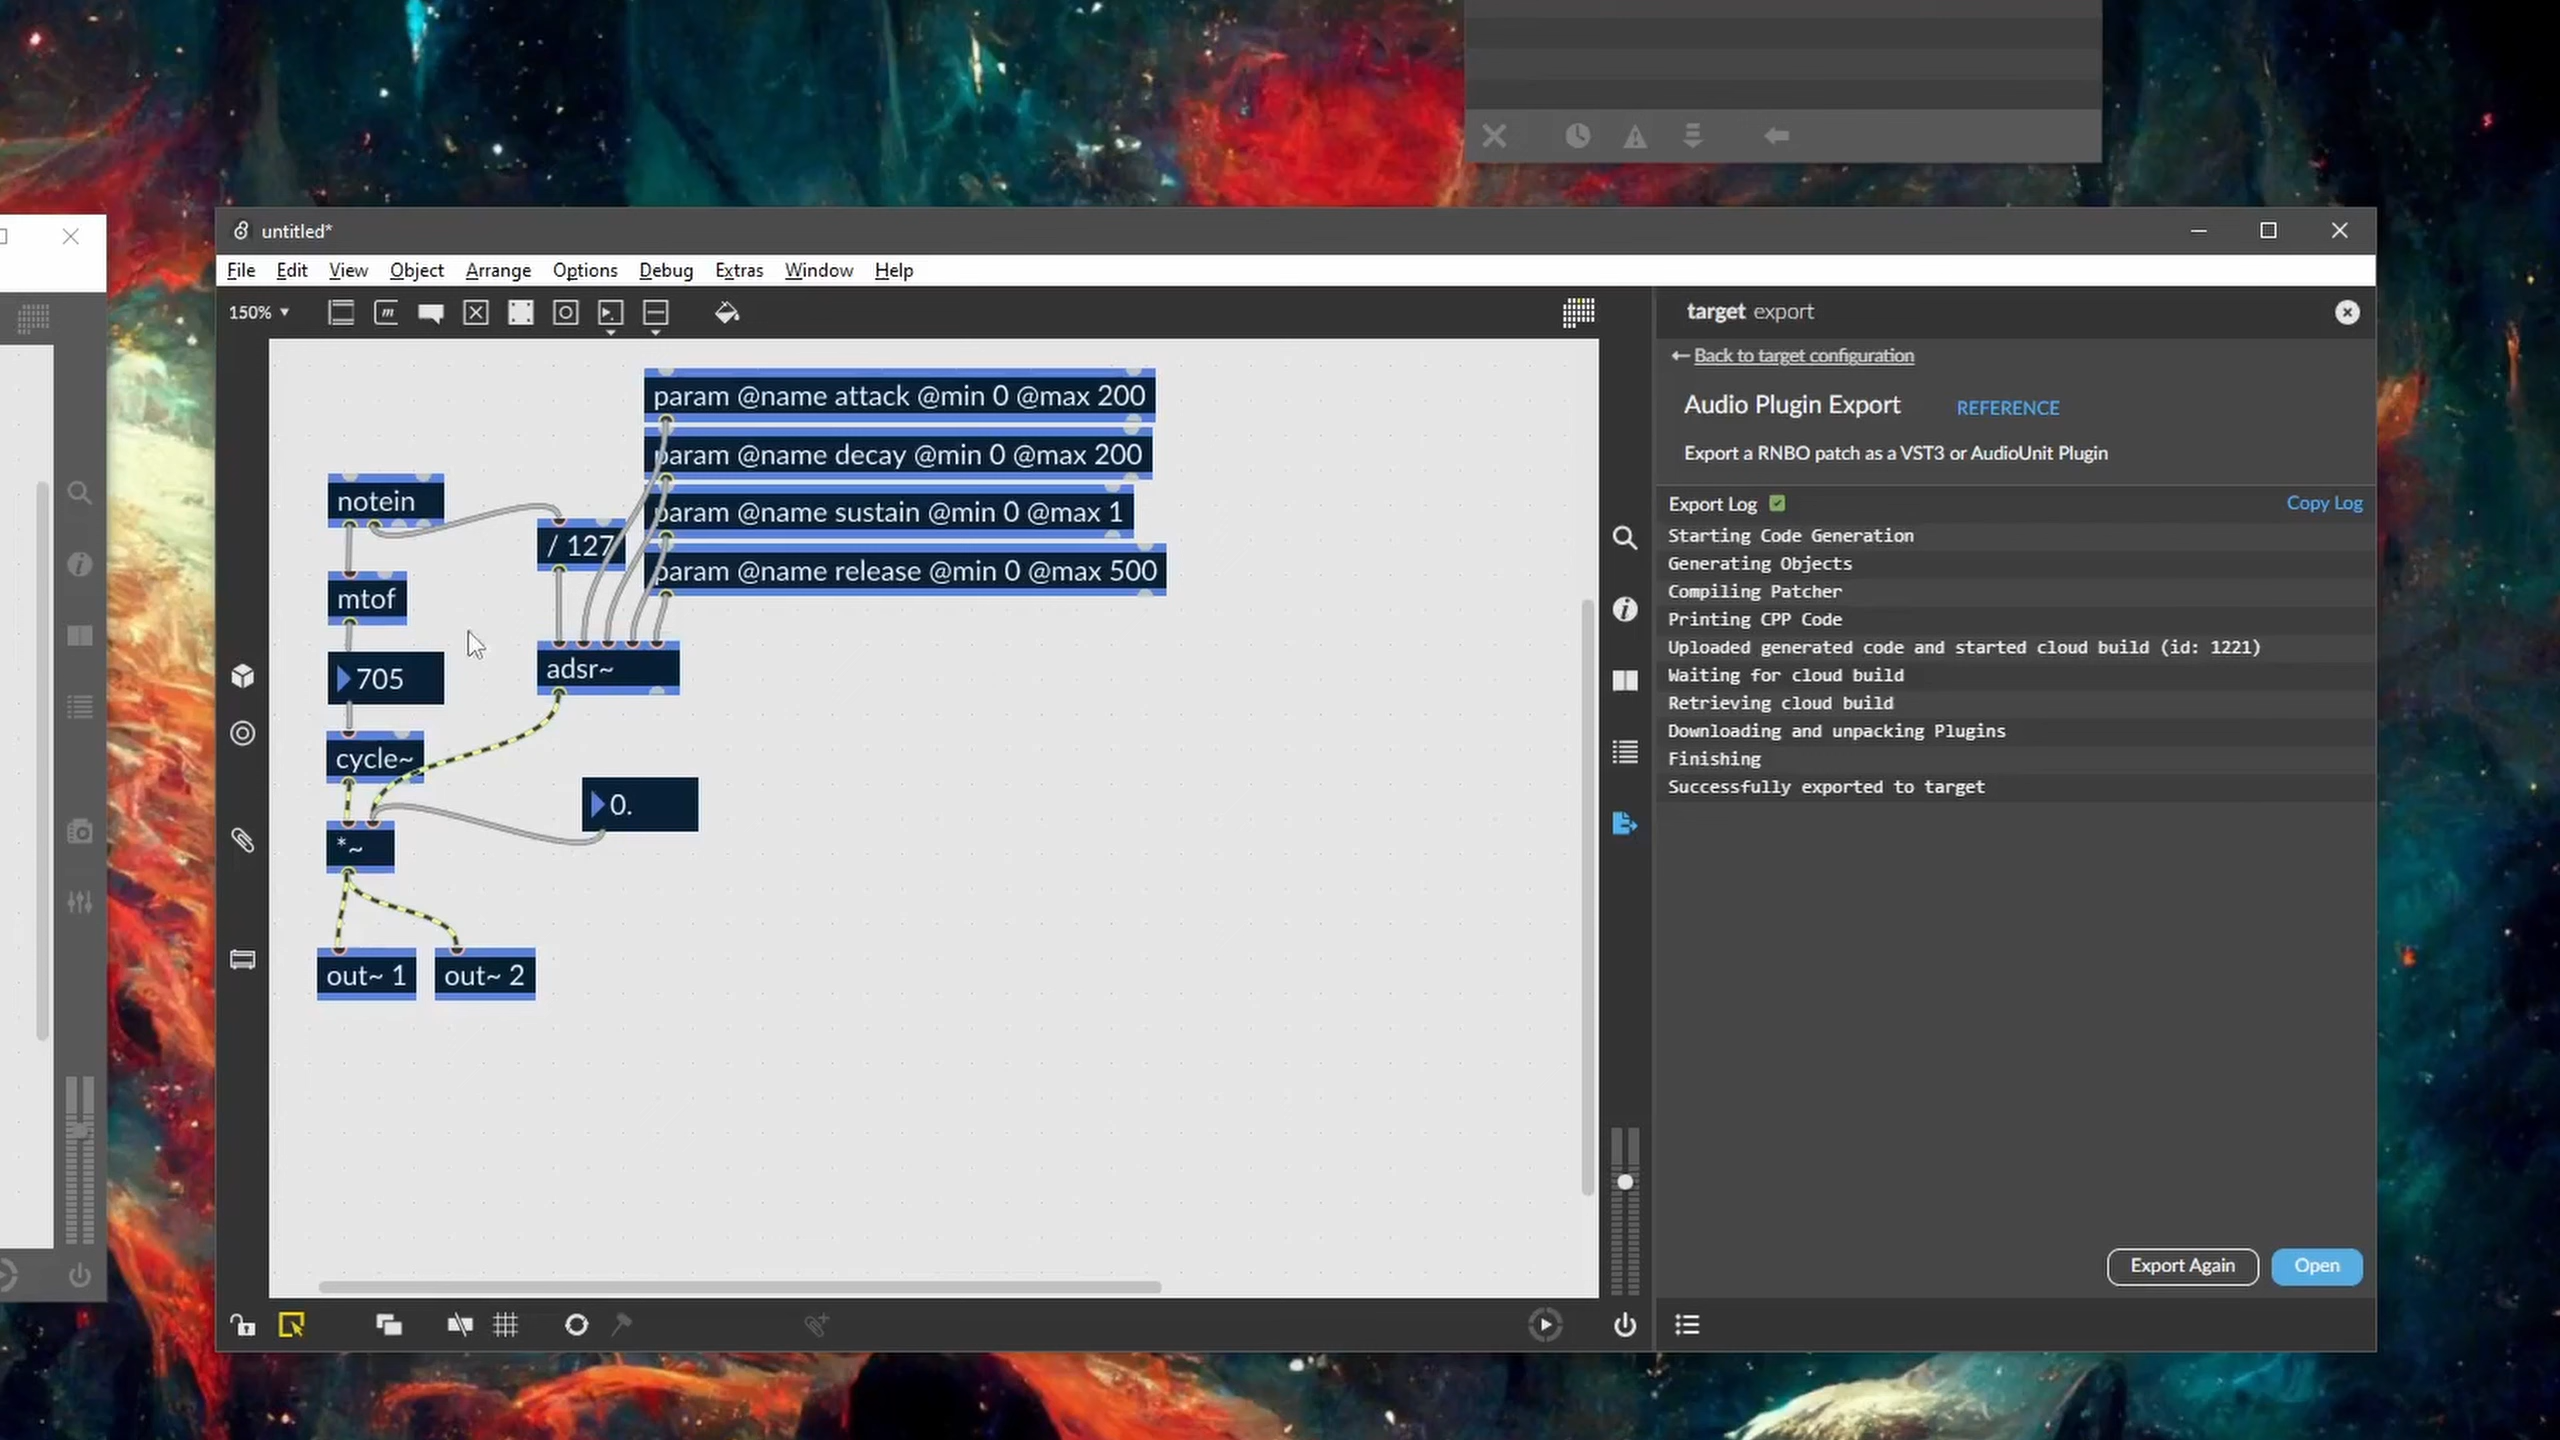 untitled*
File Edit View Object Arrange Options Debug Extras Window Help
150%
m
param @name attack @min 0 @max 200
param @name decay @min 0 @max 200
param @name sustain @min 0 @max 1
param @name release @min 0 @max 500
notein
/ 127
mtof
adsr~
705
cycle~
0.
*~
out~ 1
out~ 2
target export
Back to target configuration
Audio Plugin Export REFERENCE
Export a RNBO patch as a VST3 or AudioUnit Plugin
Export Log Copy Log
Starting Code Generation
Generating Objects
Compiling Patcher
Printing CPP Code
Uploaded generated code and started cloud build (id: 1221)
Waiting for cloud build
Retrieving cloud build
Downloading and unpacking Plugins
Finishing
Successfully exported to target
Export Again Open